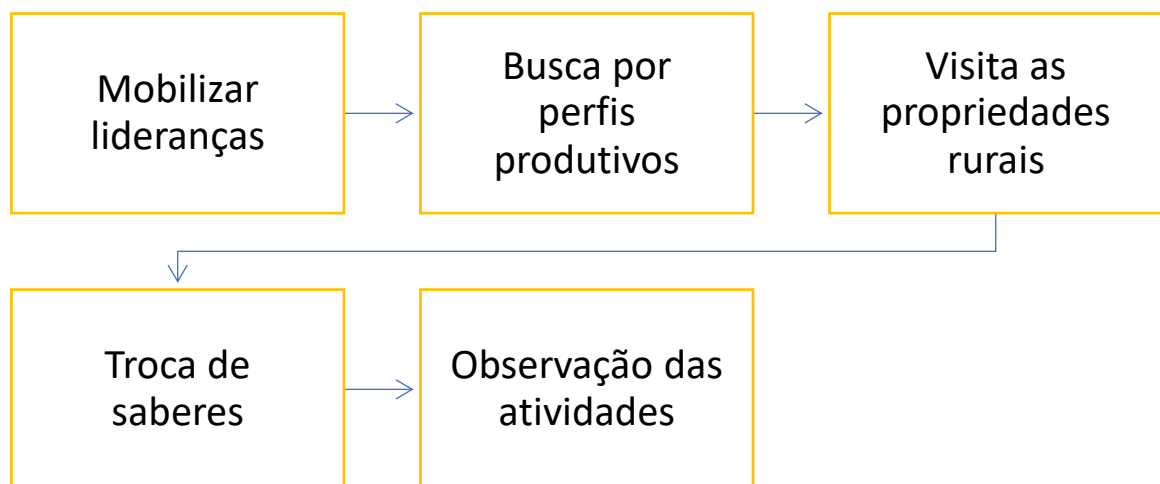 Mobilizar
lideranças
Busca por
perfis
produtivos
Visita as
propriedades
rurais
Troca de
saberes
Observação das
atividades